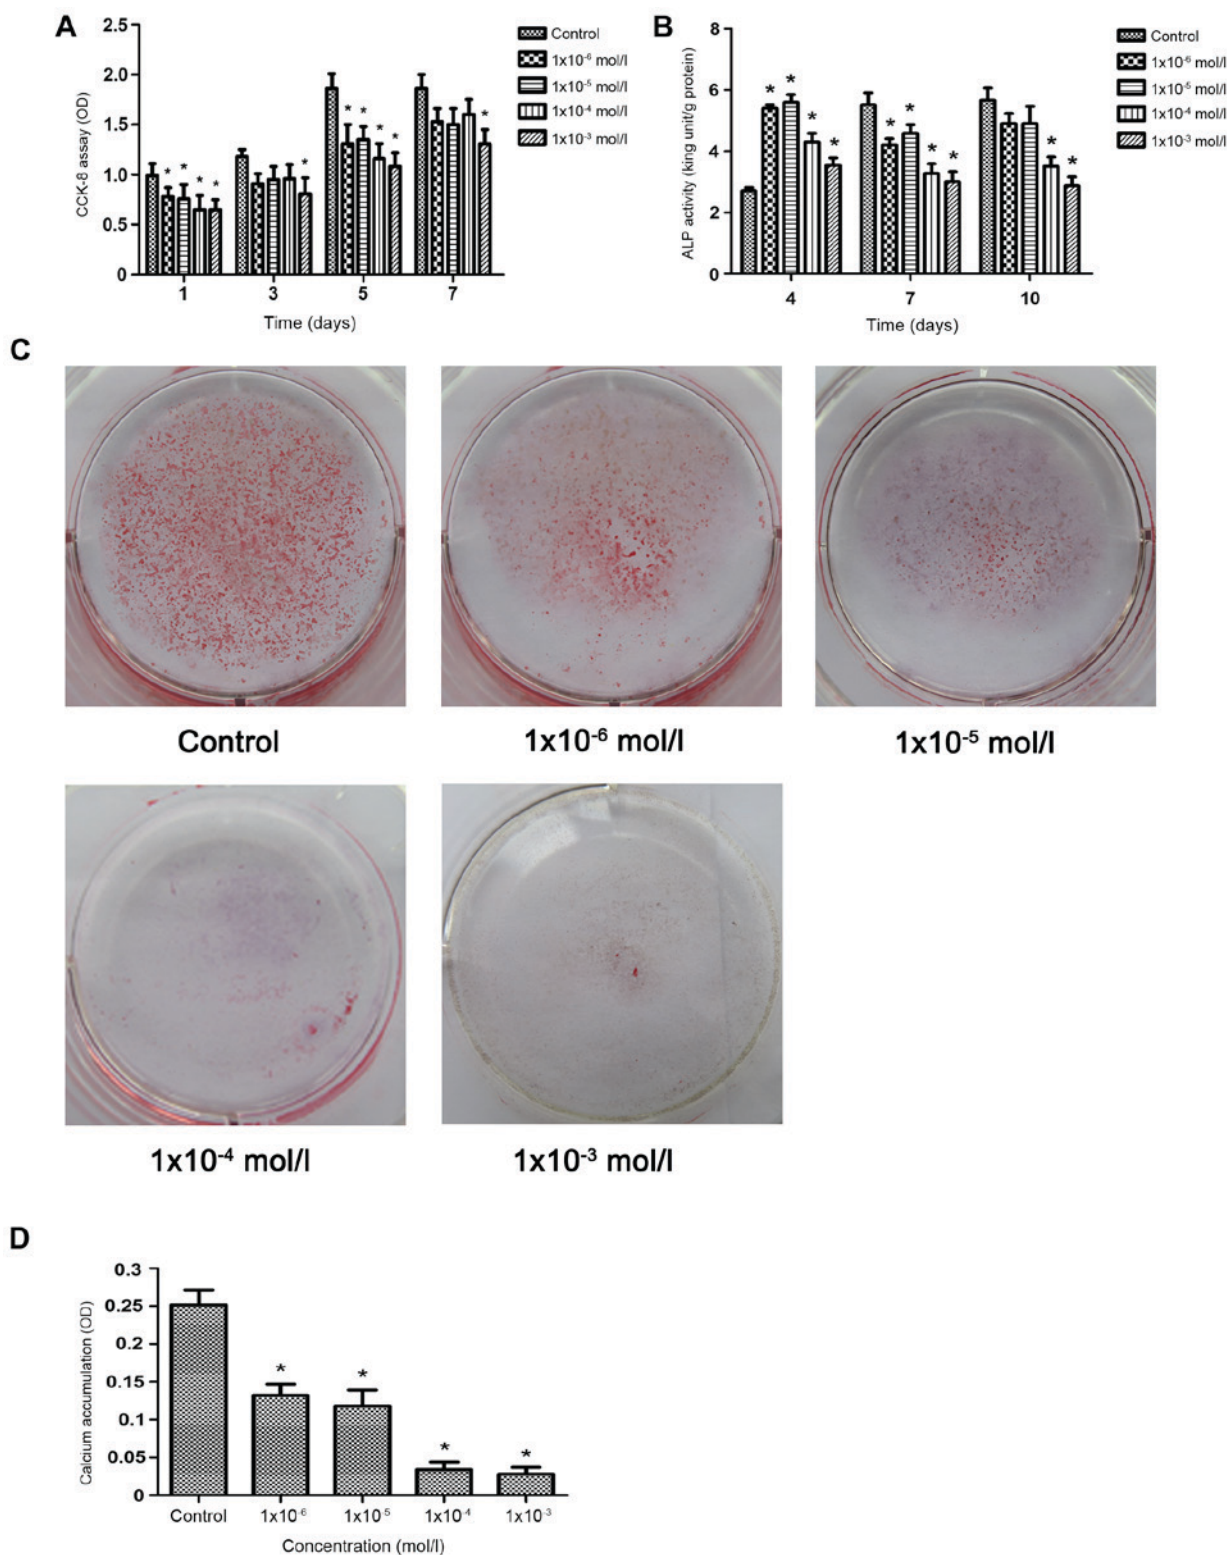 A
2.5
2.0
1.5
1.0
0.5
0
CCK-8 assay (OD)
* * * *
*
* * * *
*
1 3 5 7
Time (days)
Control
1x10⁻⁶ mol/l
1x10⁻⁵ mol/l
1x10⁻⁴ mol/l
1x10⁻³ mol/l
B
8
6
4
2
0
ALP activity (king unit/g protein)
* * * *
* * * *
* *
4 7 10
Time (days)
Control
1x10⁻⁶ mol/l
1x10⁻⁵ mol/l
1x10⁻⁴ mol/l
1x10⁻³ mol/l
C
Control
1x10⁻⁶ mol/l
1x10⁻⁵ mol/l
1x10⁻⁴ mol/l
1x10⁻³ mol/l
D
0.3
0.25
0.2
0.15
0.1
0.05
0
Calcium accumulation (OD)
* * * *
Control 1x10⁻⁶ 1x10⁻⁵ 1x10⁻⁴ 1x10⁻³
Concentration (mol/l)